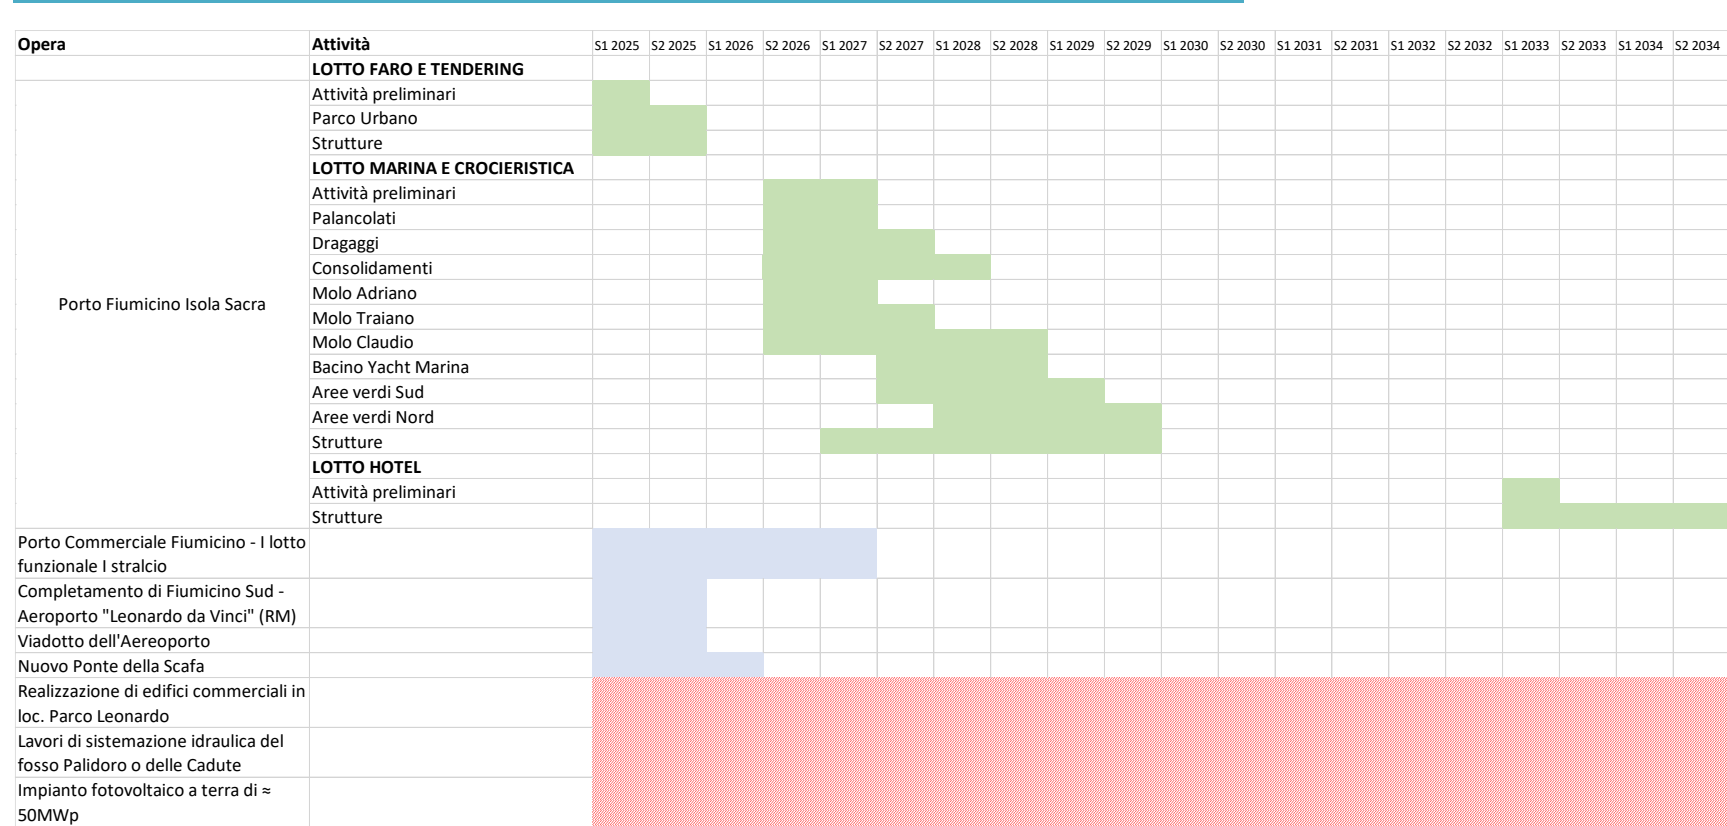 Opera Attività S1 2025 S2 2025 S1 2026 S2 2026 S1 2027 S2 2027 S1 2028 S2 2028 S1 2029 S2 2029 S1 2030 S2 2030 S1 2031 S2 2031 S1 2032 S2 2032 S1 2033 S2 2033 S1 2034 S2 2034
LOTTO FARO E TENDERING
Attività preliminari
Parco Urbano
Strutture
LOTTO MARINA E CROCIERISTICA
Attività preliminari
Palancolati
Dragaggi
Consolidamenti
Molo Adriano
Porto Fiumicino Isola Sacra
Molo Traiano
Molo Claudio
Bacino Yacht Marina
Aree verdi Sud
Aree verdi Nord
Strutture
LOTTO HOTEL
Attività preliminari
Strutture
Porto Commerciale Fiumicino - I lotto
funzionale I stralcio
Completamento di Fiumicino Sud -
Aeroporto "Leonardo da Vinci" (RM)
Viadotto dell'Aereoporto
Nuovo Ponte della Scafa
Realizzazione di edifici commerciali in
loc. Parco Leonardo
Lavori di sistemazione idraulica del
fosso Palidoro o delle Cadute
Impianto fotovoltaico a terra di ≈
50MWp